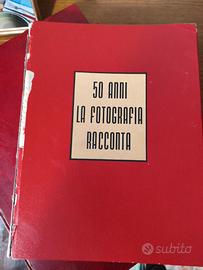 50 ANNI
LA FOTOGRAFIA
RACCONTA
subito